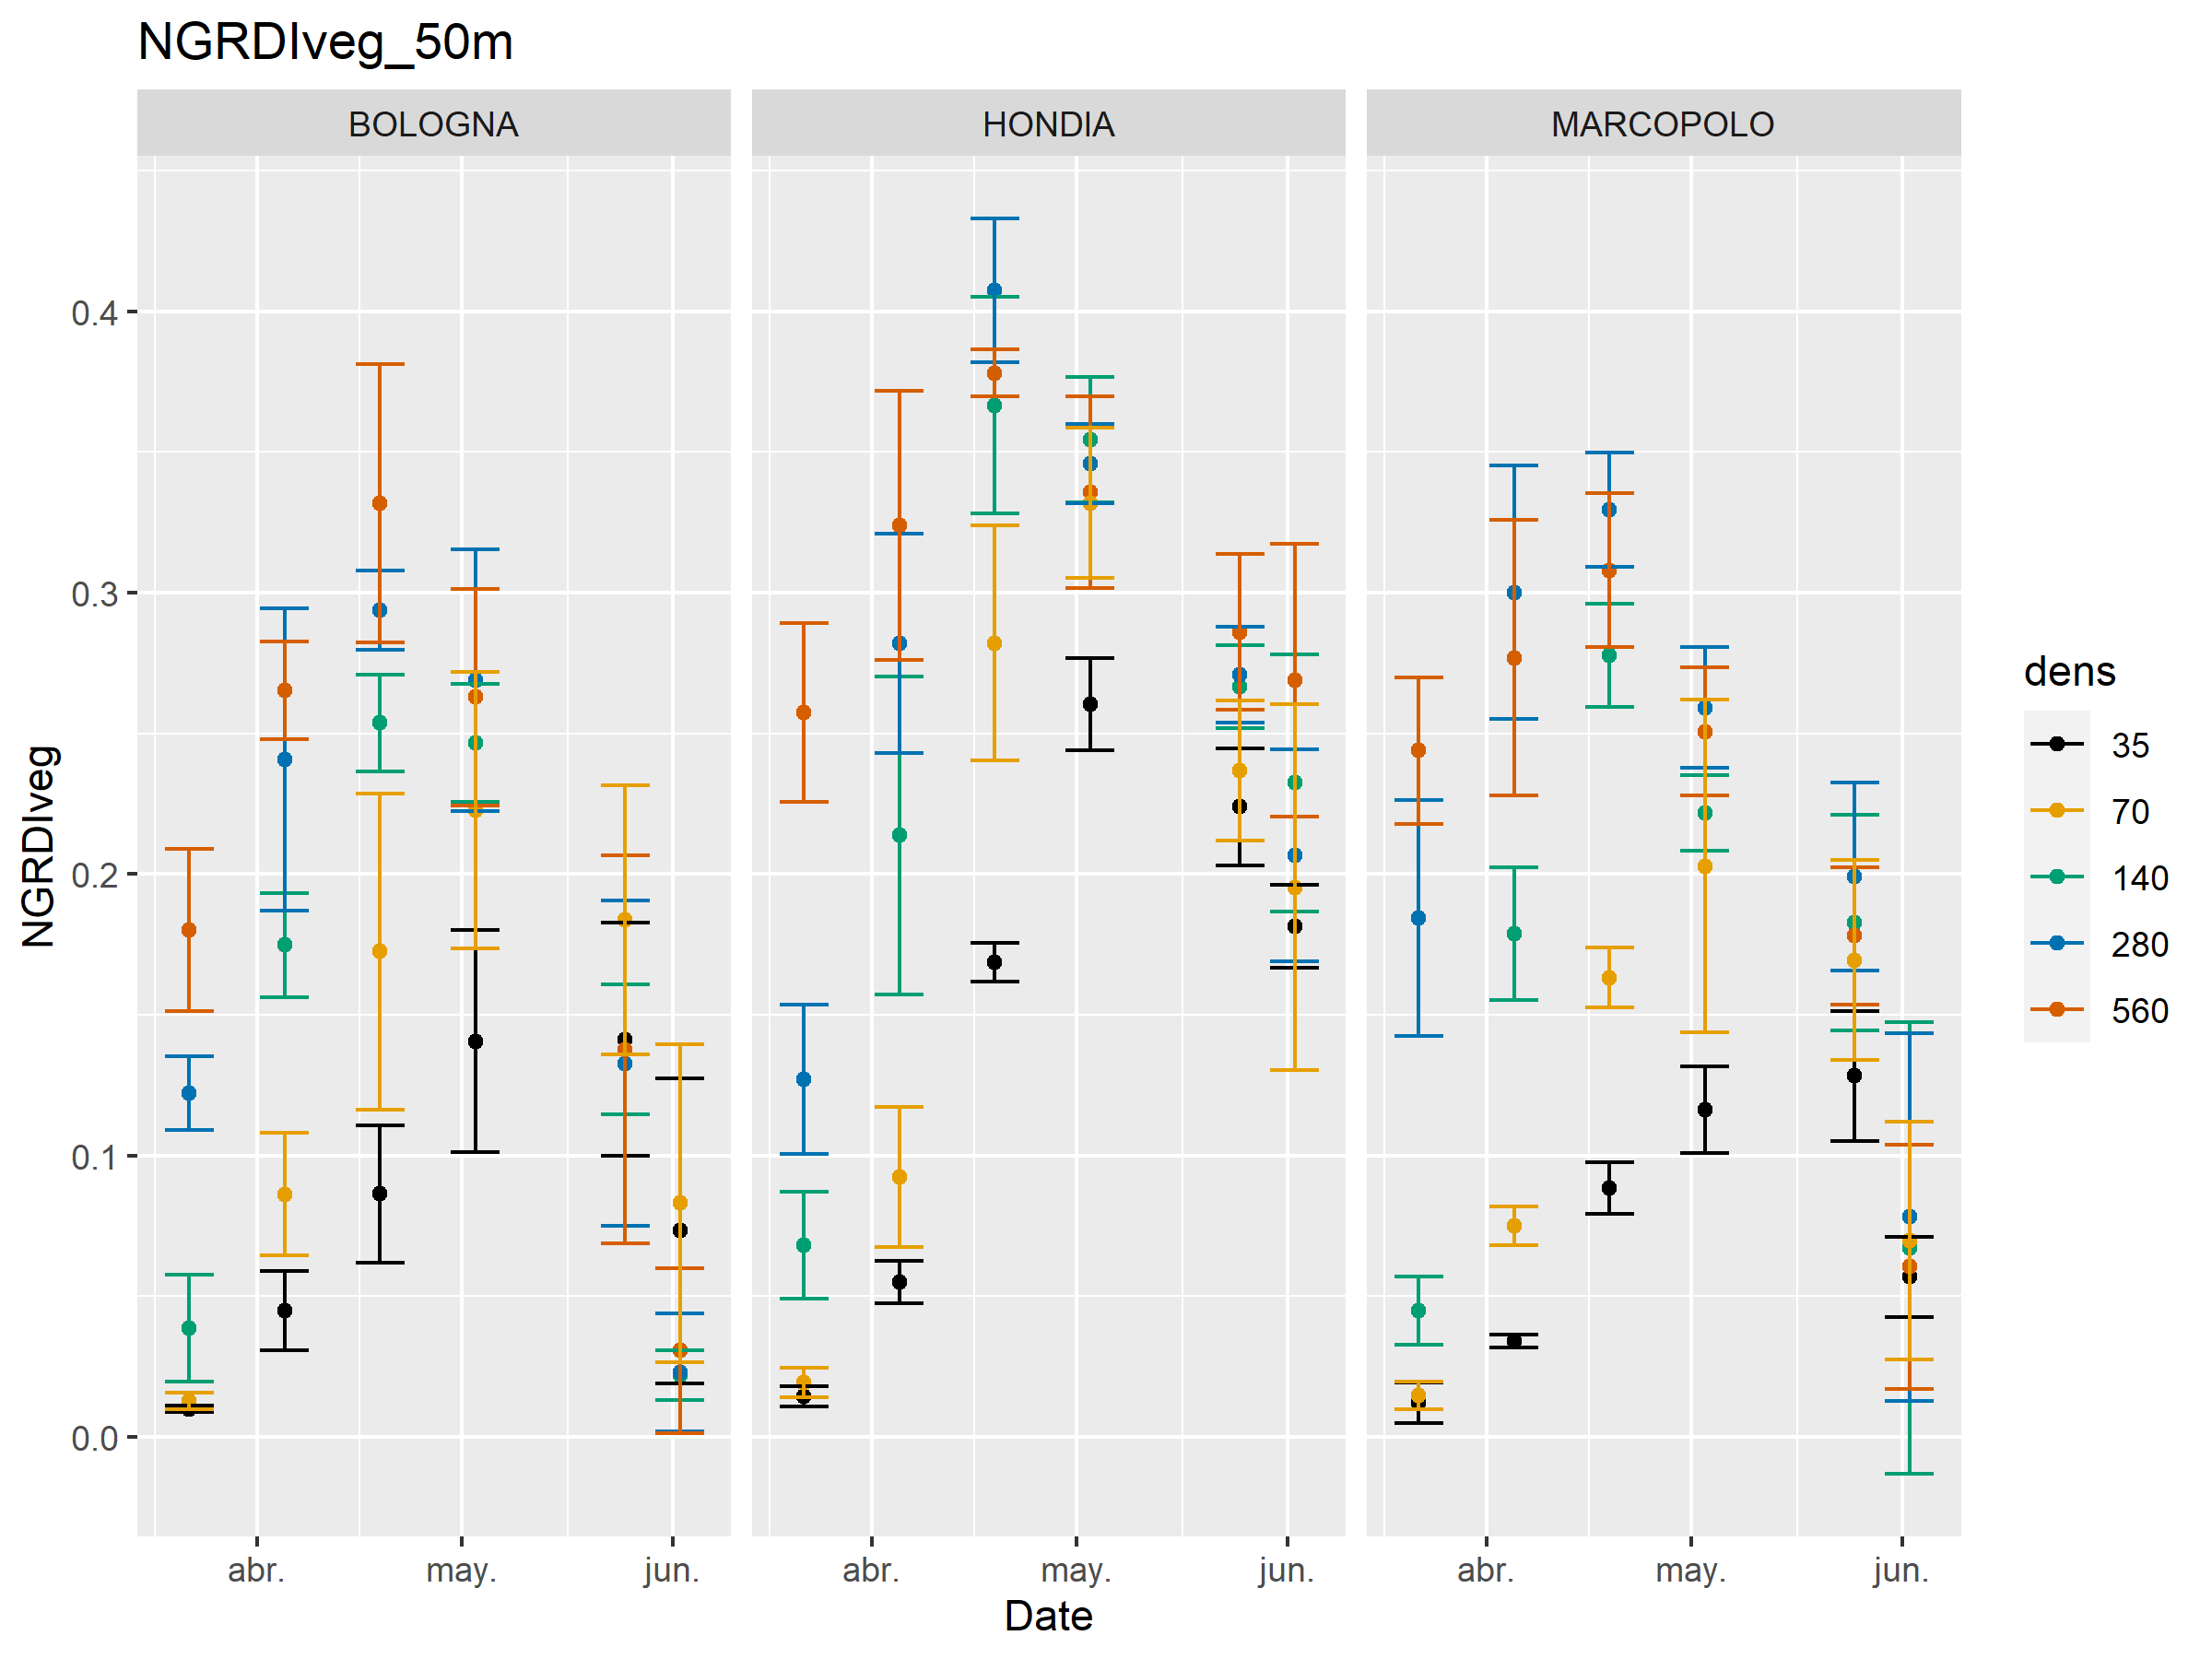 NGRDIveg_50m
BOLOGNA HONDIA MARCOPOLO
NGRDIveg
0.4
0.3
0.2
0.1
0.0
abr. may. jun. abr. may. jun. abr. may. jun.
Date
dens
35
70
140
280
560